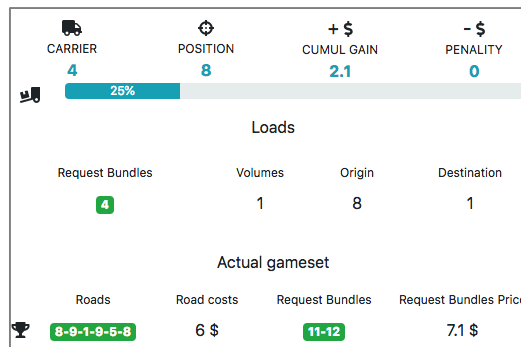 + $ - $
CARRIER POSITION CUMUL GAIN PENALITY
4 8 2.1 0
25%
Loads
Request Bundles Volumes Origin Destination
4 1 8 1
Actual gameset
Roads Road costs Request Bundles Request Bundles Pric
8-9-1-9-5-8 6 $ 11-12 7.1 $